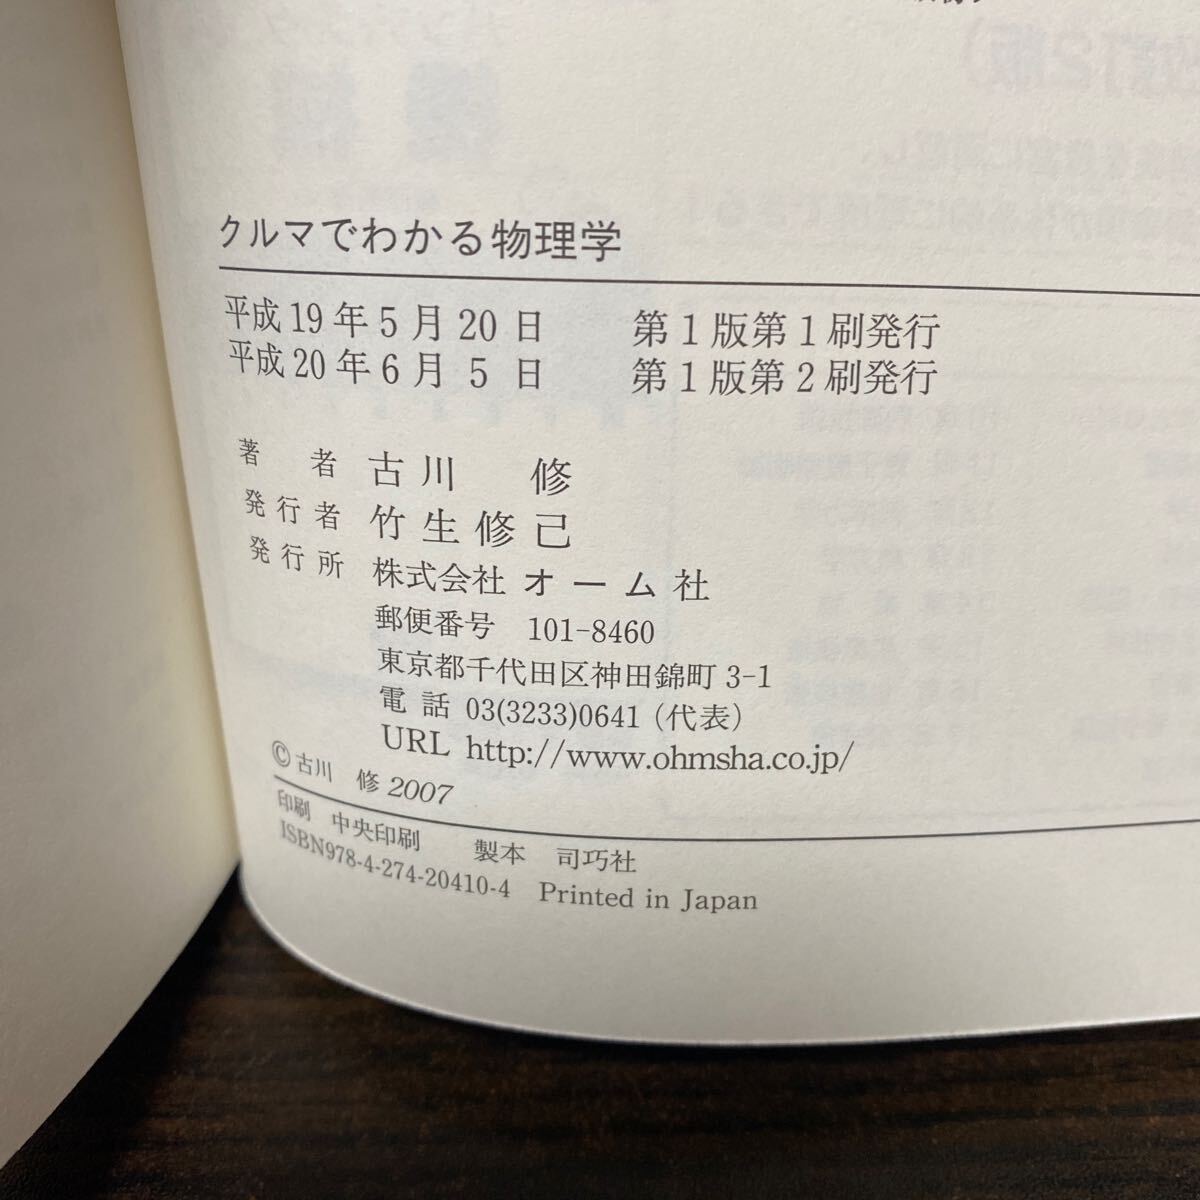 クルマでわかる物理学
平成19年5月20日 第1版第1刷発行
平成20年6月5日 第1版第2刷発行
著者 古川 修
発行者 竹生修己
発行所 株式会社オーム社
郵便番号 101-8460
東京都千代田区神田錦町3-1
電話 03(3233)0641(代表)
URL http://www.ohmsha.co.jp/
©古川 修 2007
印刷 中央印刷 製本 司巧社
ISBN978-4-274-20410-4 Printed in Japan